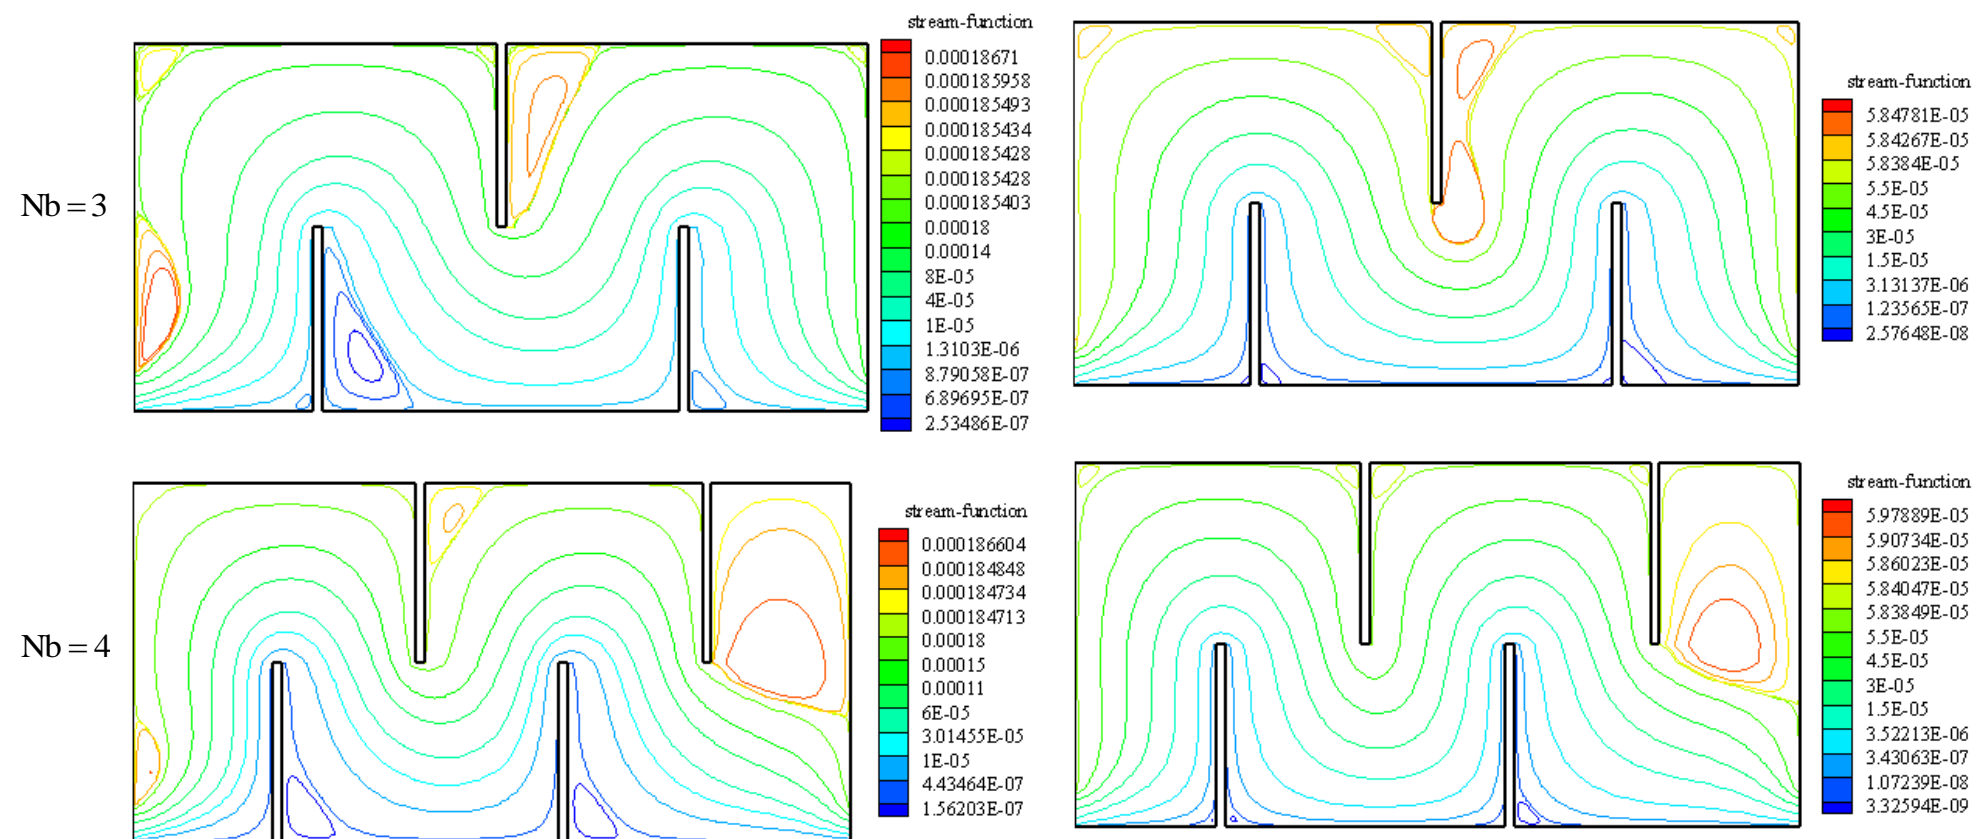 stream-function
0.00018671
0.000185958
0.000185493
0.000185434
0.000185428
0.000185428
0.000185403
0.00018
0.00014
8E-05
4E-05
1E-05
1.3103E-06
8.79058E-07
6.89695E-07
2.53486E-07
stream-function
5.84781E-05
5.84267E-05
5.8384E-05
5.5E-05
4.5E-05
3E-05
1.5E-05
3.13137E-06
1.23565E-07
2.57648E-08
Nb = 3
stream-function
0.000186604
0.000184848
0.000184734
0.000184713
0.00018
0.00015
0.00011
6E-05
3.01455E-05
1E-05
4.43464E-07
1.56203E-07
stream-function
5.97889E-05
5.90734E-05
5.86023E-05
5.84047E-05
5.83849E-05
5.5E-05
4.5E-05
3E-05
1.5E-05
3.52213E-06
3.43063E-07
1.07239E-08
3.32594E-09
Nb = 4